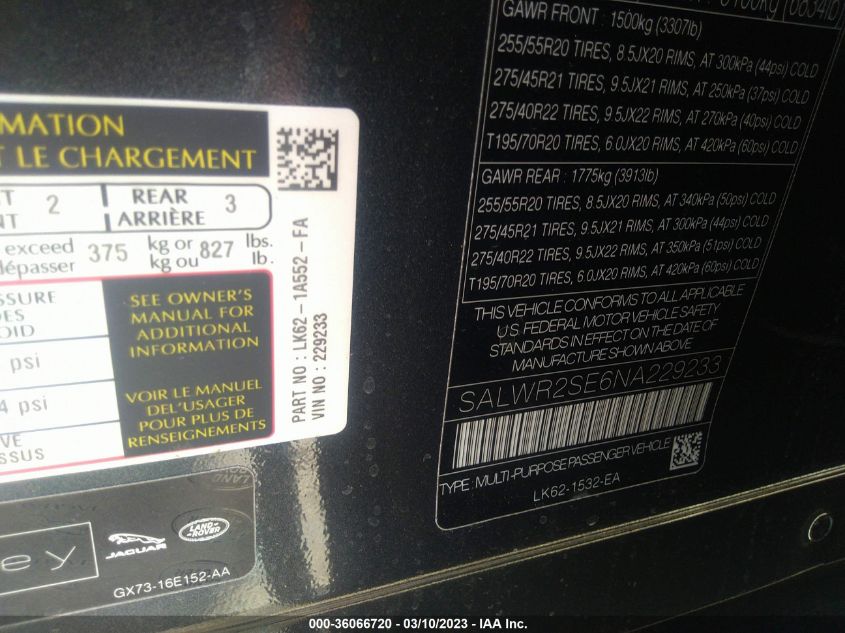 RMATION
T LE CHARGEMENT
2
REAR
ARRIÈRE
3
exceed
dépasser
375
kg or
kg ou
827
lbs.
lb.
SEE OWNER'S
MANUAL FOR
ADDITIONAL
INFORMATION
psi
4 psi
VOIR LE MANUEL
DEL'USAGER
POUR PLUS DE
RENSEIGNEMENTS
PART NO : LK62-1A552-FA
VIN NO : 229233
ey
JAGUAR
LAND ROVER
GX73-16E152-AA
GAWR FRONT : 1500kg (3307lb)
255/55R20 TIRES, 8.5JX20 RIMS, AT 300kPa (44psi) COLD
275/45R21 TIRES, 9.5JX21 RIMS, AT 250kPa (37psi) COLD
275/40R22 TIRES, 9.5JX22 RIMS, AT 270kPa (40psi) COLD
T195/70R20 TIRES, 6.0JX20 RIMS, AT 420kPa (60psi) COLD
GAWR REAR : 1775kg (3913lb)
255/55R20 TIRES, 8.5JX20 RIMS, AT 340kPa (50psi) COLD
275/45R21 TIRES, 9.5JX21 RIMS, AT 300kPa (44psi) COLD
275/40R22 TIRES, 9.5JX22 RIMS, AT 350kPa (51psi) COLD
T195/70R20 TIRES, 6.0JX20 RIMS, AT 420kPa (60psi) COLD
THIS VEHICLE CONFORMS TO ALL APPLICABLE
U.S. FEDERAL MOTOR VEHICLE SAFETY
STANDARDS IN EFFECT ON THE DATE OF
MANUFACTURE SHOWN ABOVE
SALWR2SE6NA229233
TYPE: MULTI-PURPOSE PASSENGER VEHICLE
LK62-1532-EA
000-36066720 - 03/10/2023 - IAA Inc.